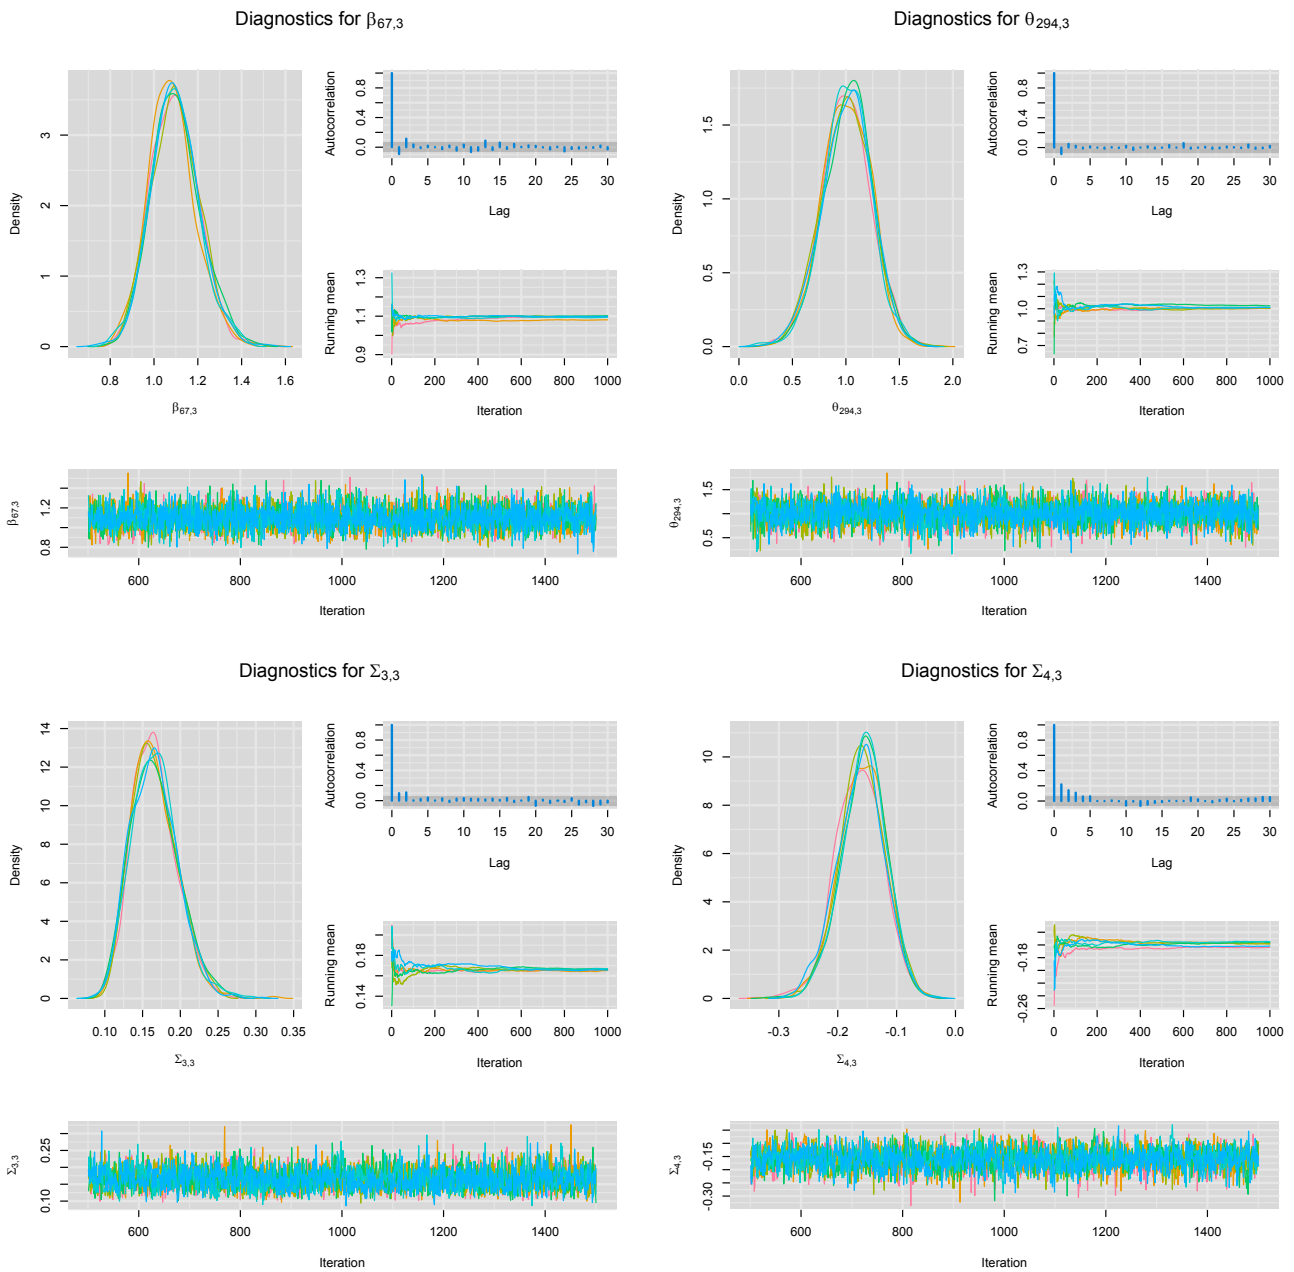 Diagnostics for β67,3
Density
0 1 2 3
0.8 1.0 1.2 1.4 1.6
β67,3
Autocorrelation
0.0 0.4 0.8
0 5 10 15 20 25 30
Lag
Running mean
0.9 1.1 1.3
0 200 400 600 800 1000
Iteration
β67,3
0.8 1.2
600 800 1000 1200 1400
Iteration
Diagnostics for θ294,3
Density
0.0 0.5 1.0 1.5
0.0 0.5 1.0 1.5 2.0
θ294,3
Autocorrelation
0.0 0.4 0.8
0 5 10 15 20 25 30
Lag
Running mean
0.7 1.0 1.3
0 200 400 600 800 1000
Iteration
θ294,3
0.5 1.5
600 800 1000 1200 1400
Iteration
Diagnostics for Σ3,3
Density
0 2 4 6 8 10 12 14
0.10 0.15 0.20 0.25 0.30 0.35
Σ3,3
Autocorrelation
0.0 0.4 0.8
0 5 10 15 20 25 30
Lag
Running mean
0.14 0.18
0 200 400 600 800 1000
Iteration
Σ3,3
0.10 0.25
600 800 1000 1200 1400
Iteration
Diagnostics for Σ4,3
Density
0 2 4 6 8 10
-0.3 -0.2 -0.1 0.0
Σ4,3
Autocorrelation
0.0 0.4 0.8
0 5 10 15 20 25 30
Lag
Running mean
-0.26 -0.18
0 200 400 600 800 1000
Iteration
Σ4,3
-0.30 -0.15
600 800 1000 1200 1400
Iteration